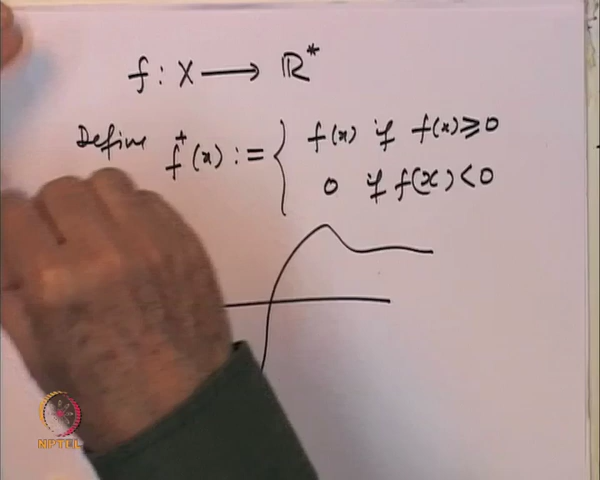 f : X ⟶ ℝ*
Define f⁺(x) := { f(x) if f(x) ≥ 0
0 if f(x) < 0
NPTEL